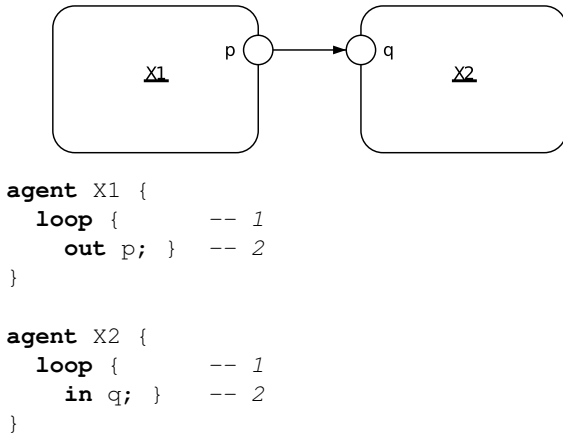 p q
X1 X2
agent X1 {
  loop {      -- 1
    out p; }  -- 2
}
agent X2 {
  loop {      -- 1
    in q; }   -- 2
}